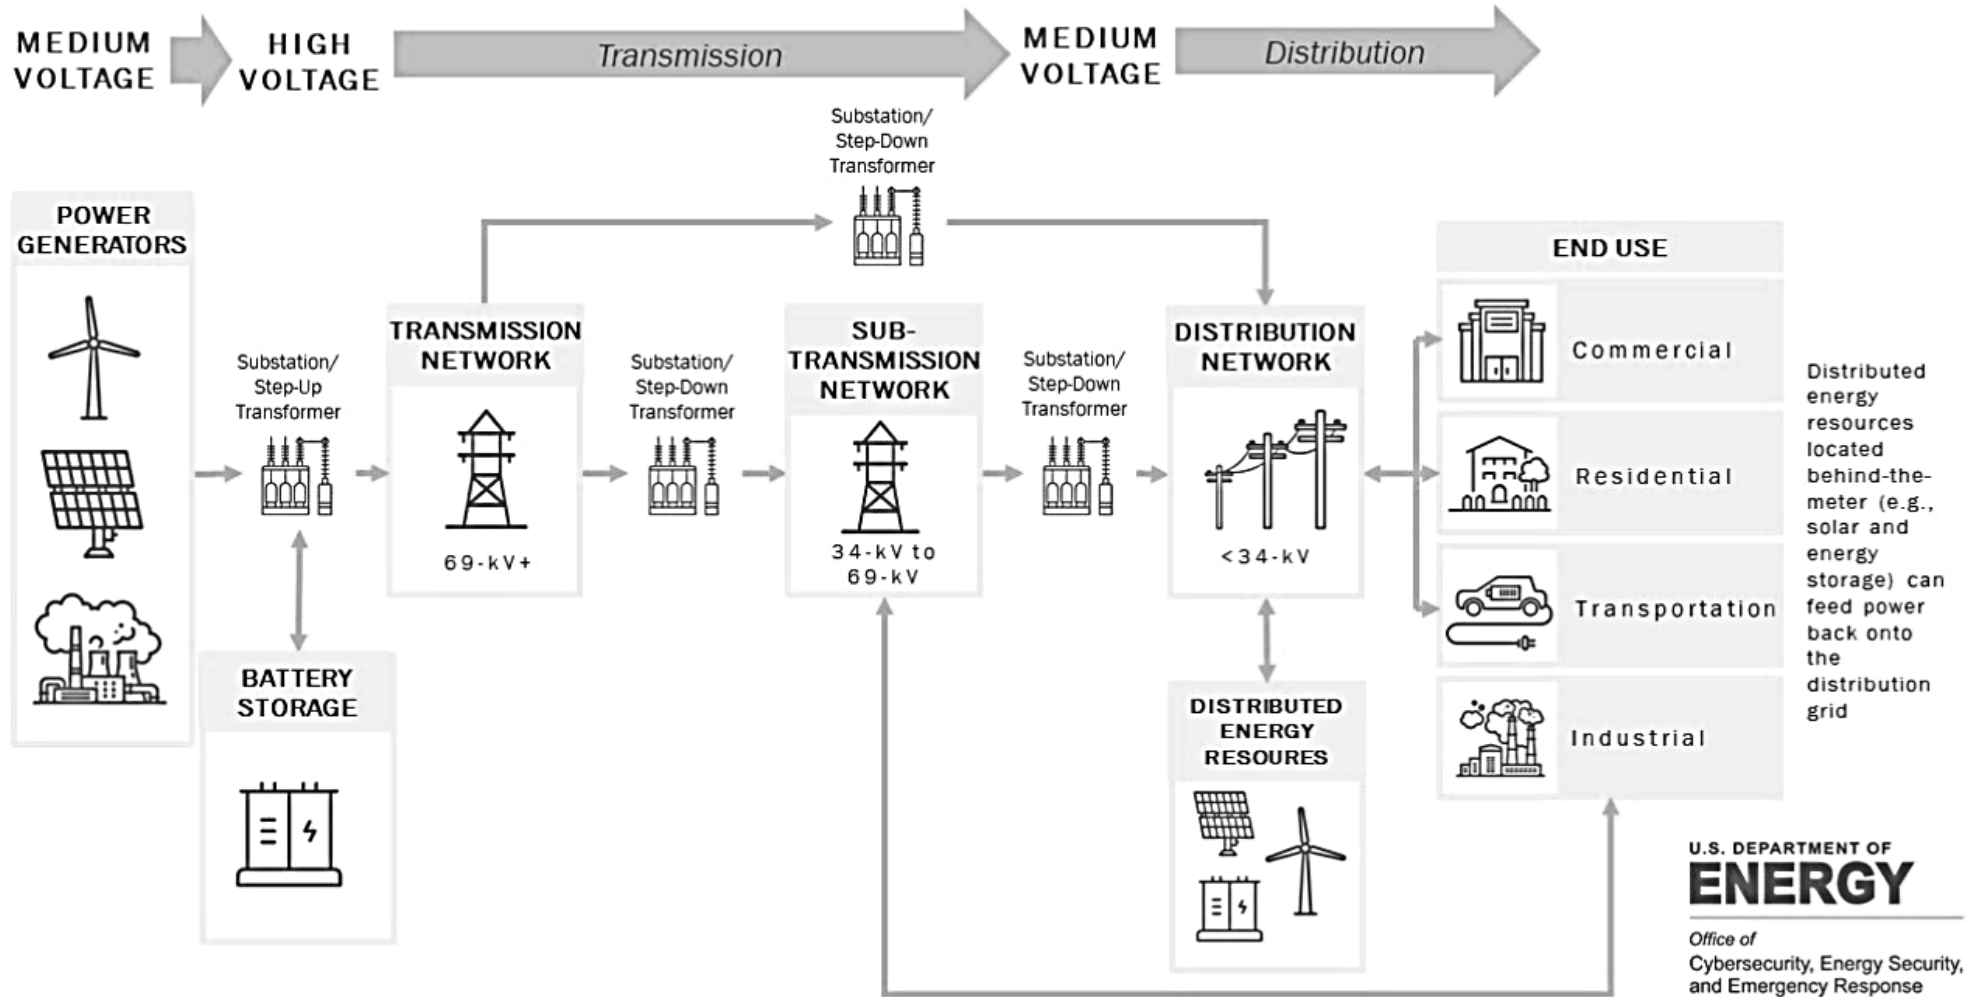 MEDIUM
VOLTAGE
HIGH
VOLTAGE
Transmission
MEDIUM
VOLTAGE
Distribution
Substation/
Step-Down
Transformer
POWER
GENERATORS
Substation/
Step-Up
Transformer
TRANSMISSION
NETWORK
69-kV+
Substation/
Step-Down
Transformer
SUB-
TRANSMISSION
NETWORK
34-kV to
69-kV
Substation/
Step-Down
Transformer
DISTRIBUTION
NETWORK
<34-kV
BATTERY
STORAGE
DISTRIBUTED
ENERGY
RESOURES
END USE
Commercial
Residential
Transportation
Industrial
Distributed
energy
resources
located
behind-the-
meter (e.g.,
solar and
energy
storage) can
feed power
back onto
the
distribution
grid
U.S. DEPARTMENT OF
ENERGY
Office of
Cybersecurity, Energy Security,
and Emergency Response